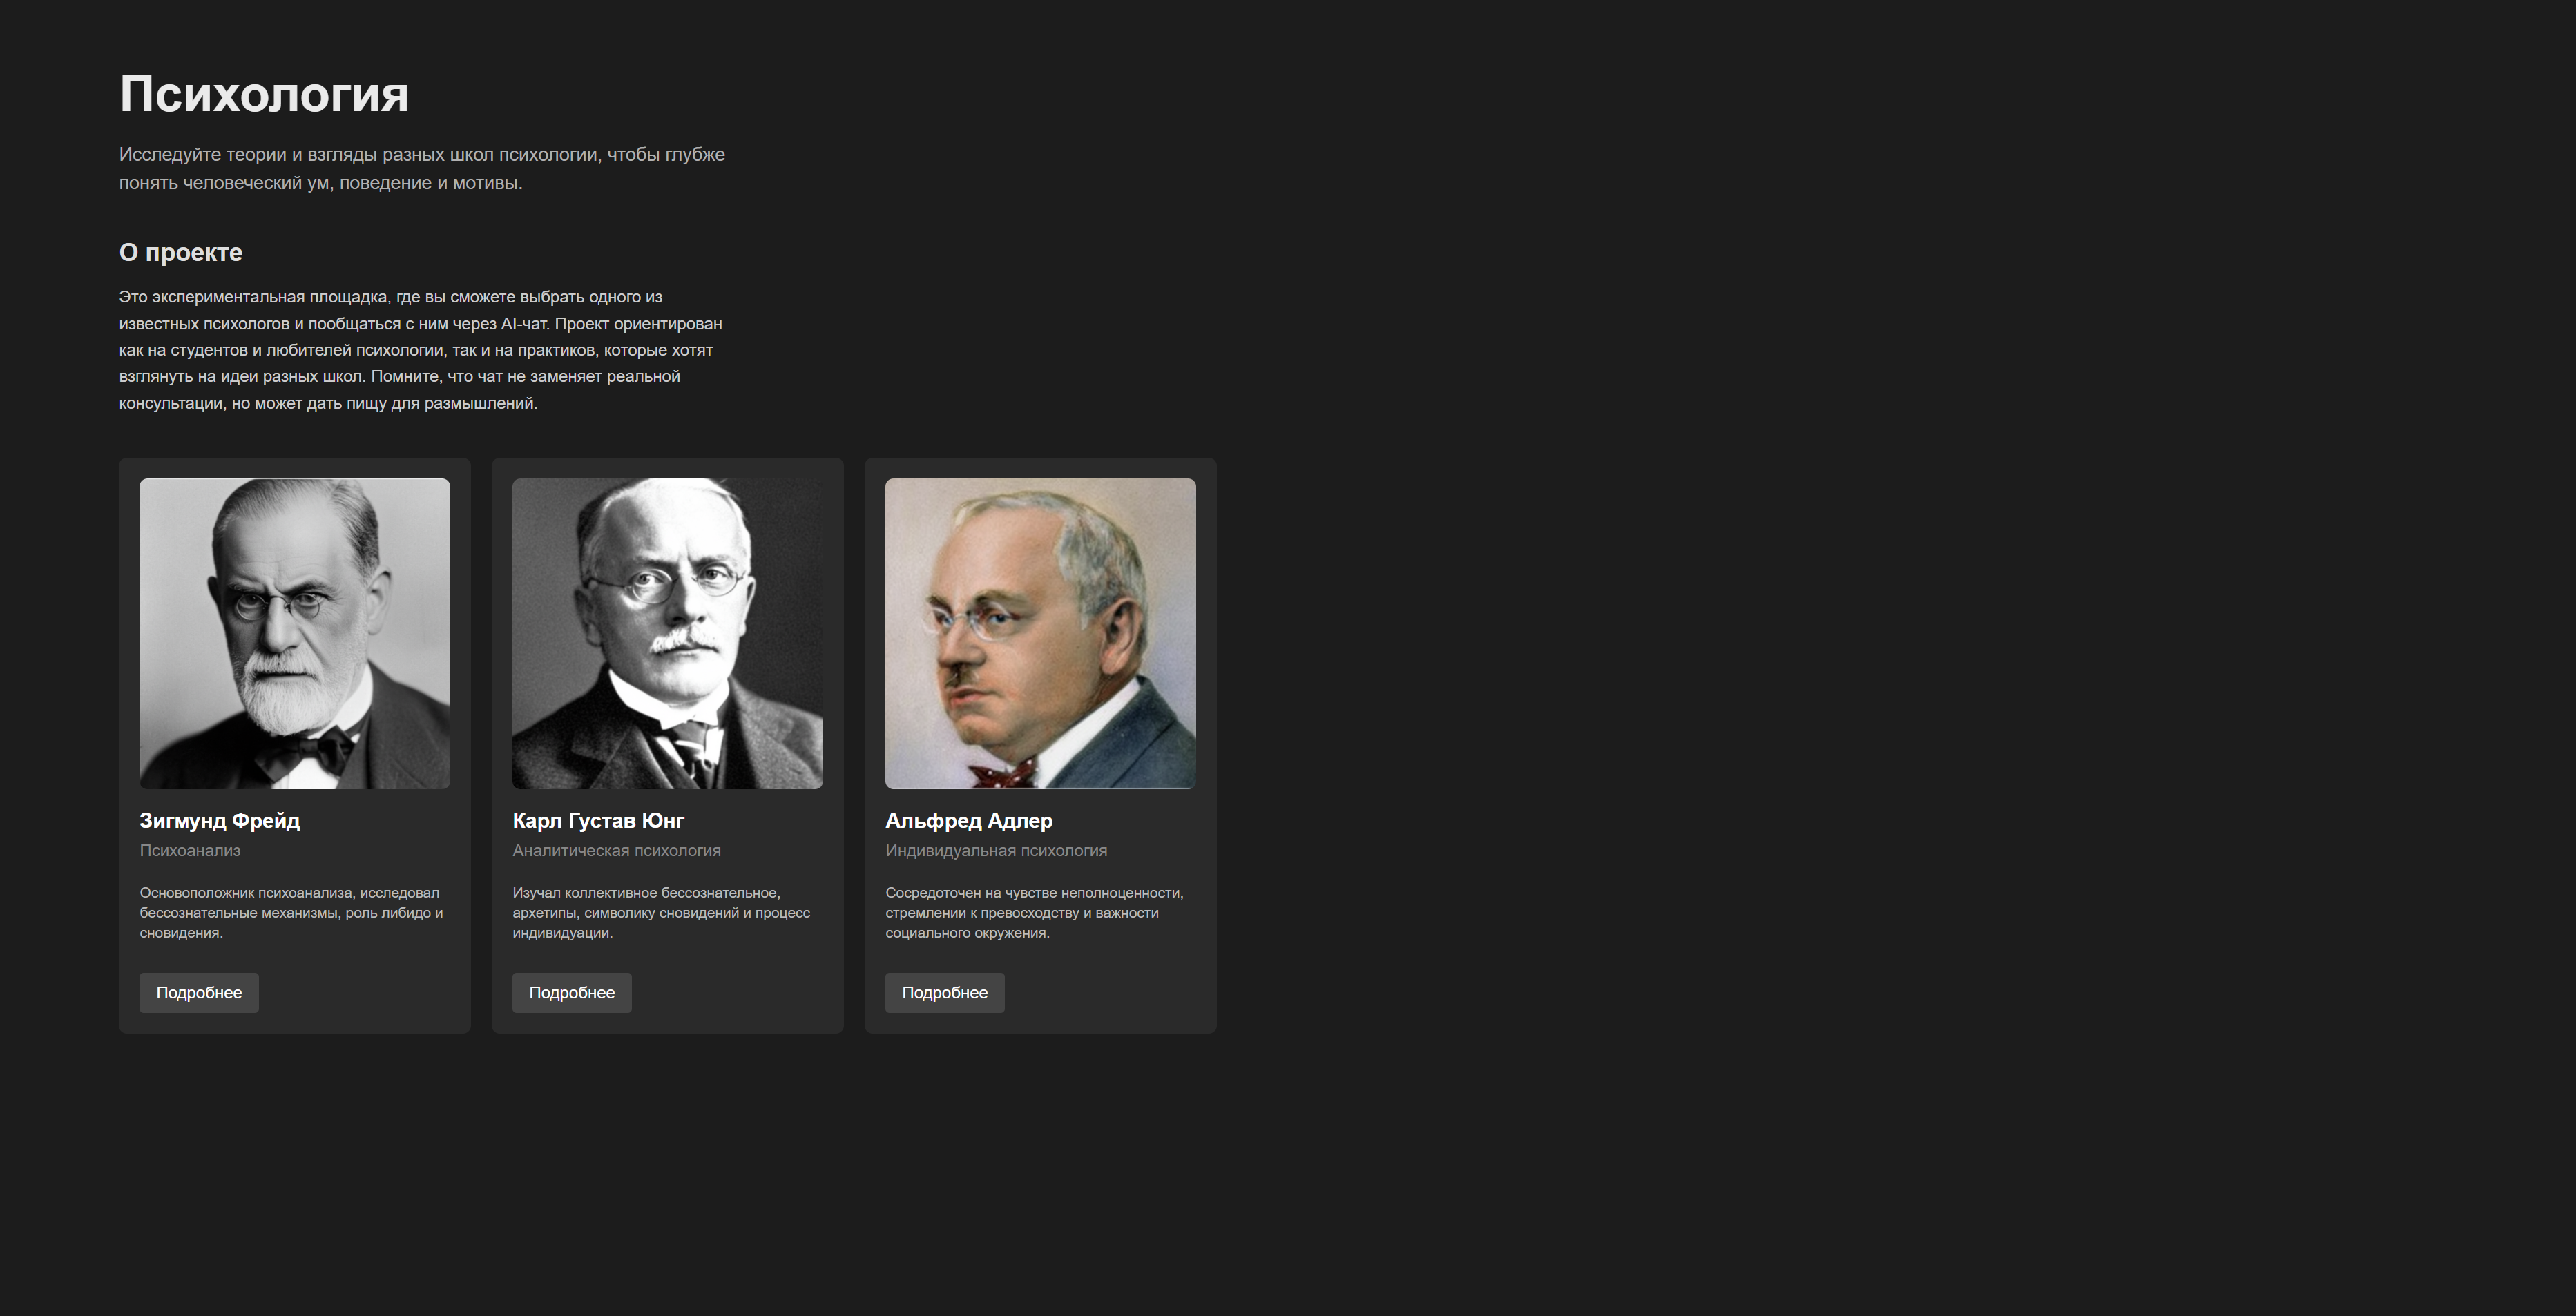 Психология
Исследуйте теории и взгляды разных школ психологии, чтобы глубже
понять человеческий ум, поведение и мотивы.
О проекте
Это экспериментальная площадка, где вы сможете выбрать одного из
известных психологов и пообщаться с ним через AI-чат. Проект ориентирован
как на студентов и любителей психологии, так и на практиков, которые хотят
взглянуть на идеи разных школ. Помните, что чат не заменяет реальной
консультации, но может дать пищу для размышлений.
Зигмунд Фрейд
Психоанализ
Основоположник психоанализа, исследовал
бессознательные механизмы, роль либидо и
сновидения.
Подробнее
Карл Густав Юнг
Аналитическая психология
Изучал коллективное бессознательное,
архетипы, символику сновидений и процесс
индивидуации.
Подробнее
Альфред Адлер
Индивидуальная психология
Сосредоточен на чувстве неполноценности,
стремлении к превосходству и важности
социального окружения.
Подробнее